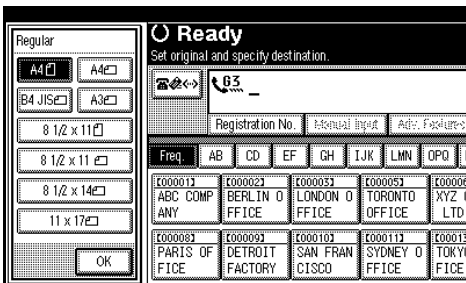 Regular
A4 A4
B4 JIS A3
8 1/2 x 11
8 1/2 x 11
8 1/2 x 14
11 x 17
OK
Ready
Set original and specify destination.
G3 _
Registration No. Manual Input Adv. Features
Freq. AB CD EF GH IJK LMN OPQ
[00001] [00002] [00003] [00005] [00006
ABC COMP BERLIN O LONDON O TORONTO XYZ
ANY FFICE FFICE OFFICE LTD
[00008] [00009] [00010] [00011] [00013
PARIS OF DETROIT SAN FRAN SYDNEY O TOKY
FICE FACTORY CISCO FFICE FICE